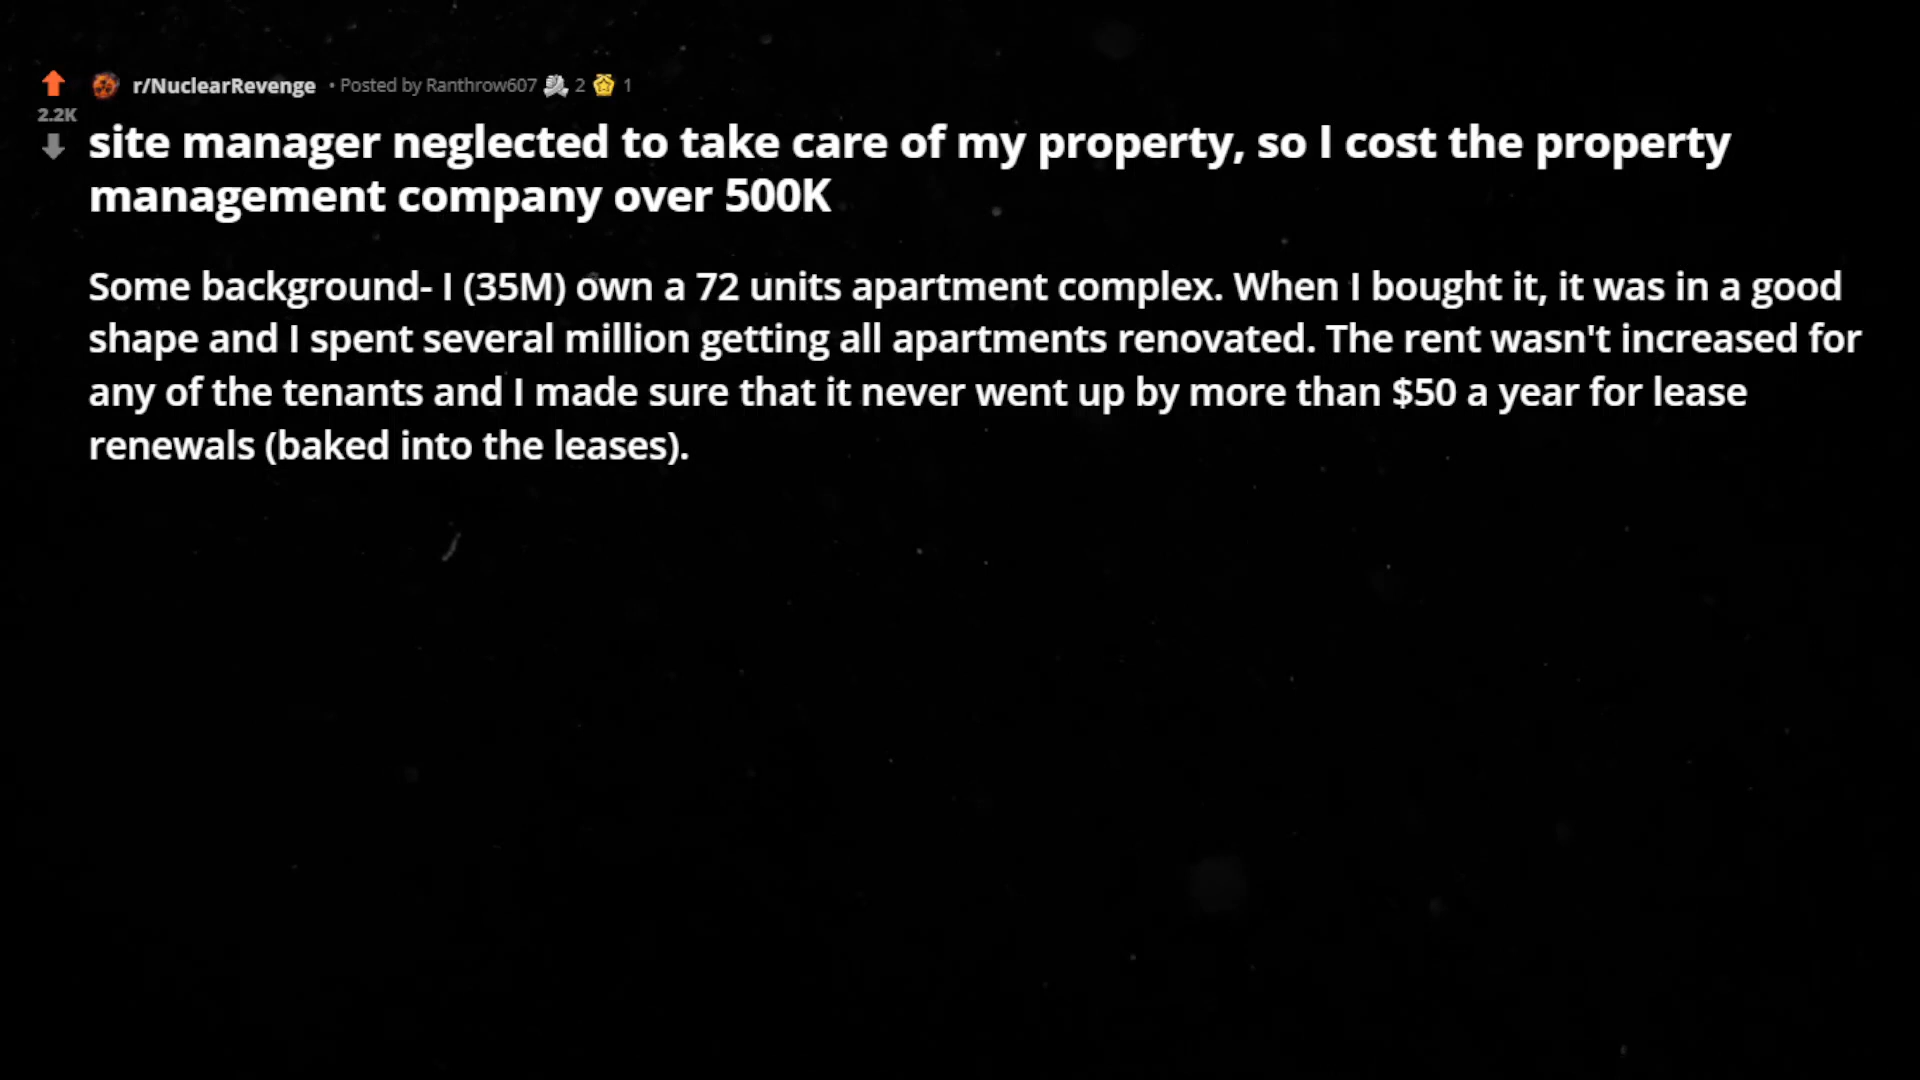 r/NuclearRevenge • Posted by Ranthrow607 2 1
2.2K
site manager neglected to take care of my property, so I cost the property
management company over 500K
Some background- I (35M) own a 72 units apartment complex. When I bought it, it was in a good
shape and I spent several million getting all apartments renovated. The rent wasn't increased for
any of the tenants and I made sure that it never went up by more than $50 a year for lease
renewals (baked into the leases).